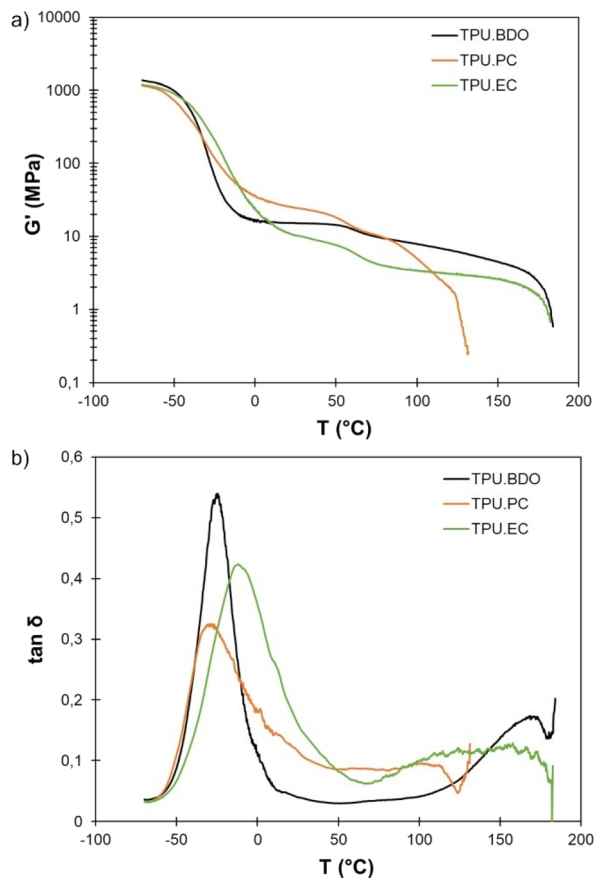 a)
10000
1000
100
10
1
0,1
G' (MPa)
-100
-50
0
50
100
150
200
T (°C)
TPU.BDO
TPU.PC
TPU.EC
b)
0,6
0,5
0,4
0,3
0,2
0,1
0
tan δ
-100
-50
0
50
100
150
200
T (°C)
TPU.BDO
TPU.PC
TPU.EC